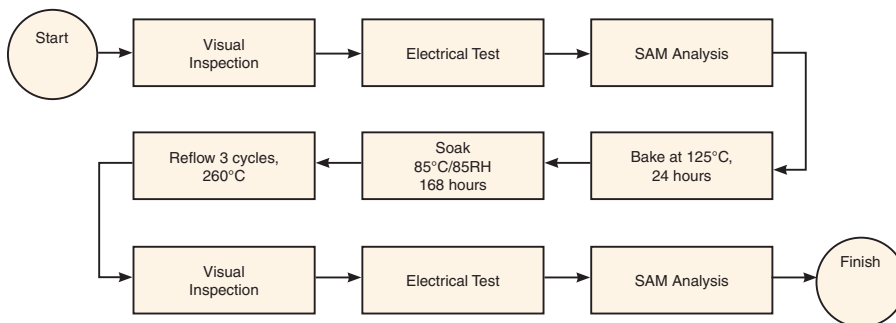 Start
Visual
Inspection
Electrical Test
SAM Analysis
Bake at 125°C,
24 hours
Soak
85°C/85RH
168 hours
Reflow 3 cycles,
260°C
Visual
Inspection
Electrical Test
SAM Analysis
Finish